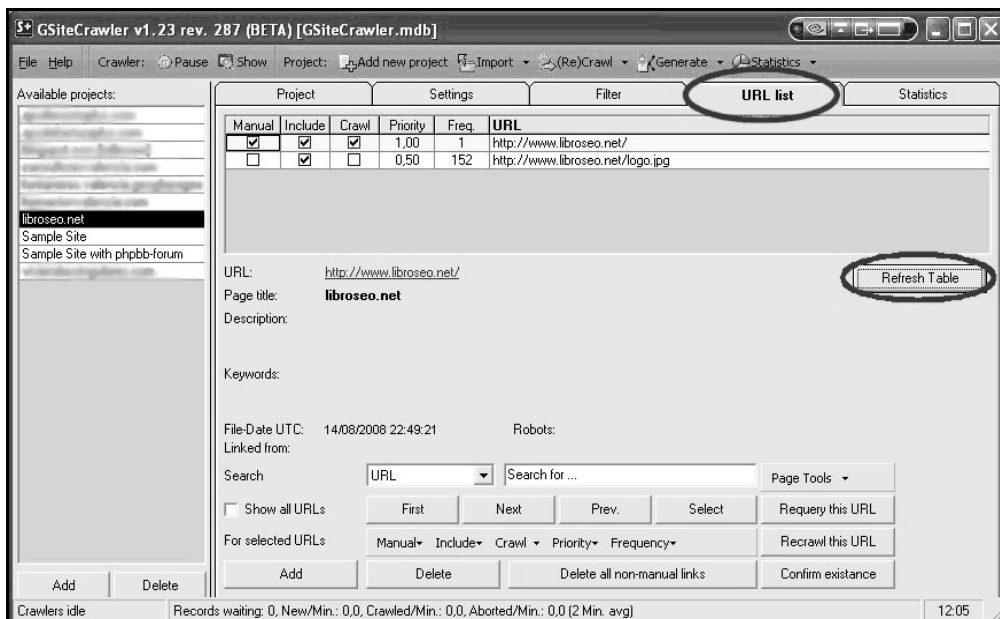 GSiteCrawler v1.23 rev. 287 (BETA) [GSiteCrawler.mdb]
File Help Crawler: Pause Show Project: Add new project Import (Re)Crawl Generate Statistics
Available projects:
Project Settings Filter URL list Statistics
Manual Include Crawl Priority Freq. URL
1,00 1 http://www.libroseo.net/
0,50 152 http://www.libroseo.net/logo.jpg
libroseo.net
Sample Site
Sample Site with phpbb-forum
URL: http://www.libroseo.net/
Refresh Table
Page title: libroseo.net
Description:
Keywords:
File-Date UTC: 14/08/2008 22:49:21 Robots:
Linked from:
Search URL Search for ... Page Tools
Show all URLs First Next Prev. Select Requery this URL
For selected URLs Manual Include Crawl Priority Frequency Recrawl this URL
Add Delete Delete all non-manual links Confirm existance
Add Delete
Crawlers idle Records waiting: 0, New/Min.: 0,0, Crawled/Min.: 0,0, Aborted/Min.: 0,0 (2 Min. avg) 12:05